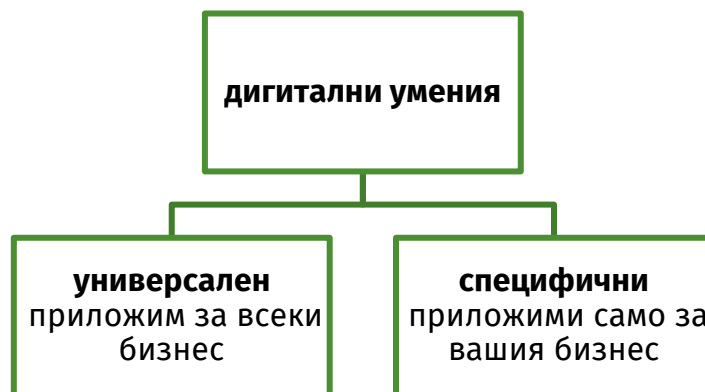 дигитални умения
универсален
приложим за всеки
бизнес
специфични
приложими само за
вашия бизнес